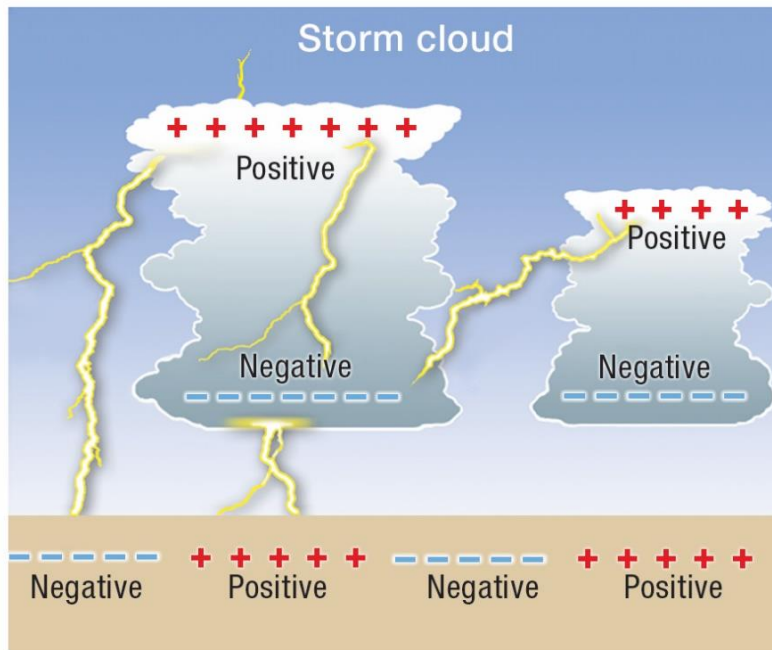 Storm cloud
+ + + + + + +
Positive
+ + + +
Positive
Negative
− − − − − − −
Negative
− − − − − −
− − − − − + + + + + − − − − − + + + + +
Negative Positive Negative Positive